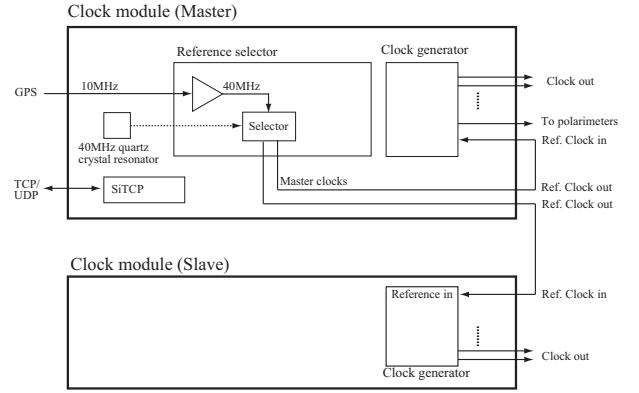 Clock module (Master)
Reference selector
Clock generator
GPS
10MHz
40MHz
Clock out
Selector
To polarimeters
Ref. Clock in
40MHz quartz
crystal resonator
TCP/
UDP
SiTCP
Master clocks
Ref. Clock out
Ref. Clock out
Clock module (Slave)
Reference in
Ref. Clock in
Clock out
Clock generator